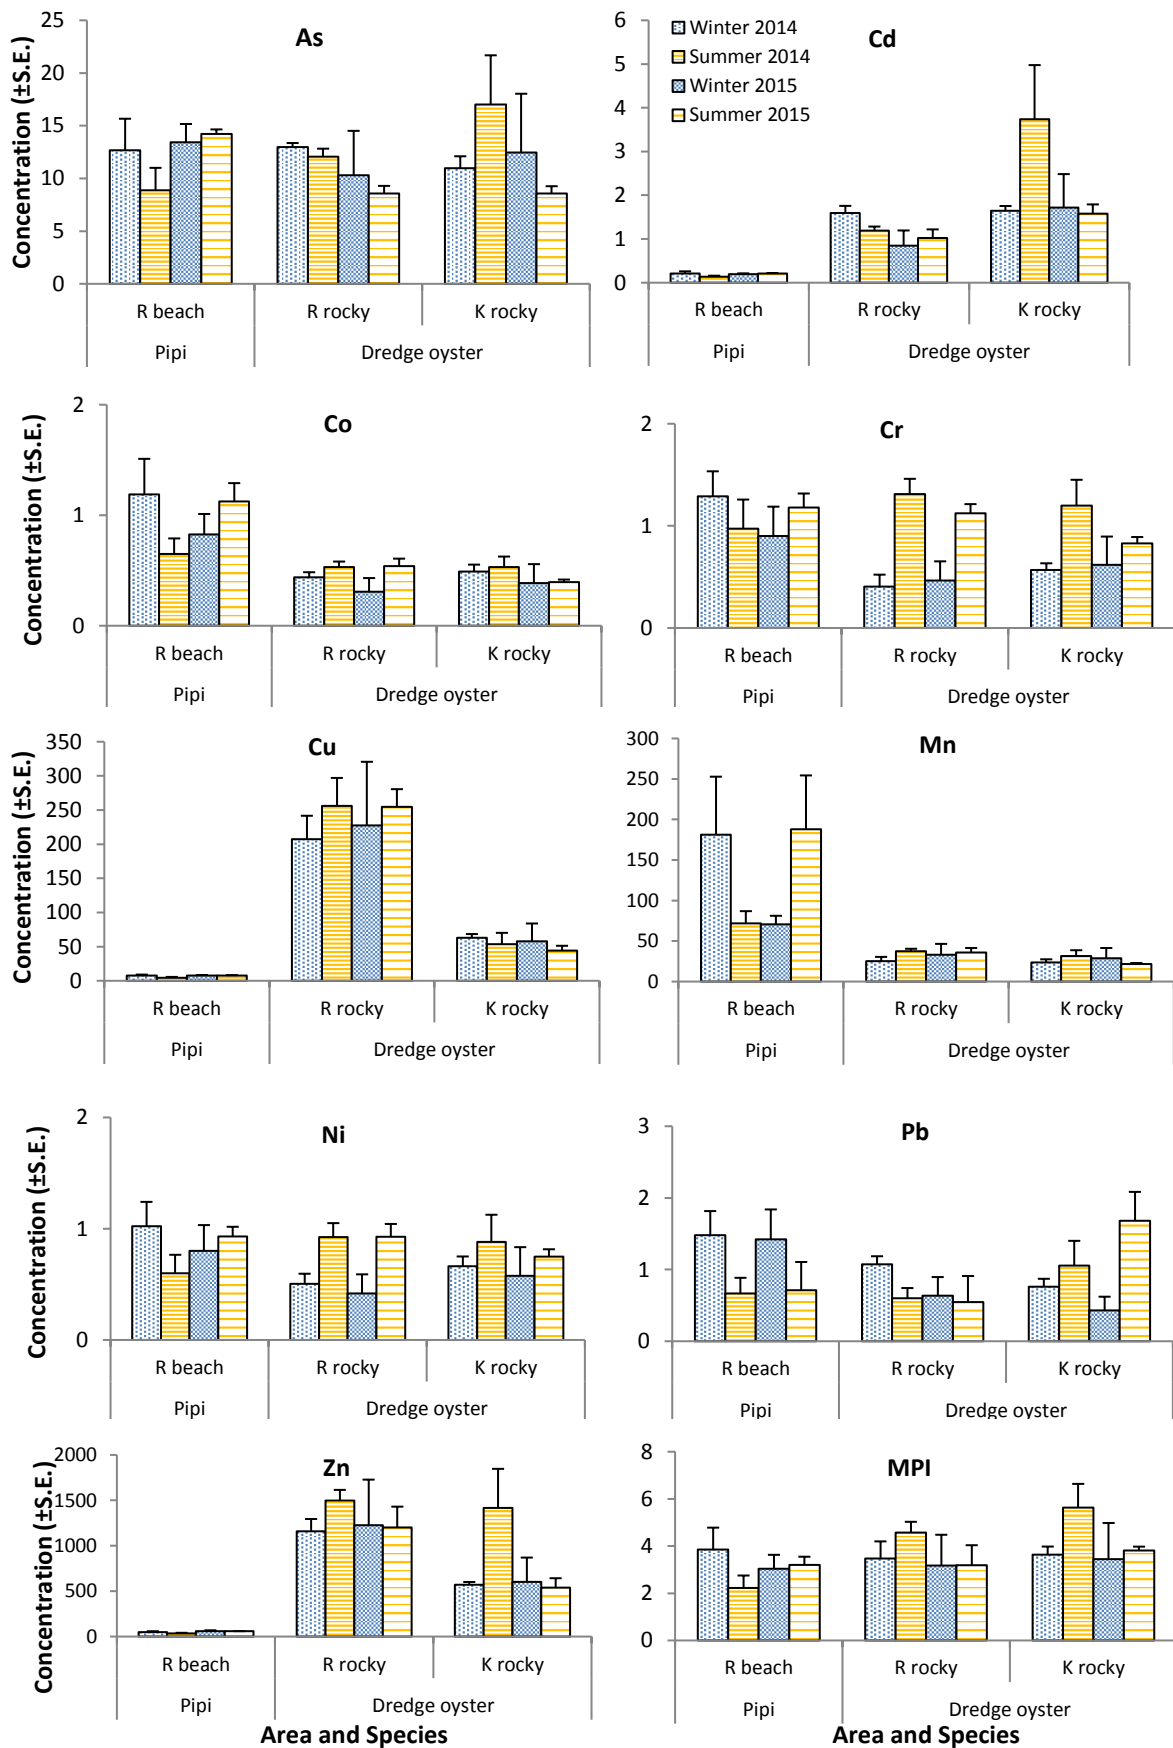 As
Concentration (±S.E.)
25
20
15
10
5
0
R beach
R rocky
K rocky
Pipi
Dredge oyster
Cd
Winter 2014
Summer 2014
Winter 2015
Summer 2015
6
5
4
3
2
1
0
R beach
R rocky
K rocky
Pipi
Dredge oyster
Co
Concentration (±S.E.)
2
1
0
R beach
R rocky
K rocky
Pipi
Dredge oyster
Cr
2
1
0
R beach
R rocky
K rocky
Pipi
Dredge oyster
Cu
Concentration (±S.E.)
350
300
250
200
150
100
50
0
R beach
R rocky
K rocky
Pipi
Dredge oyster
Mn
300
250
200
150
100
50
0
R beach
R rocky
K rocky
Pipi
Dredge oyster
Ni
Concentration (±S.E.)
2
1
0
R beach
R rocky
K rocky
Pipi
Dredge oyster
Pb
3
2
1
0
R beach
R rocky
K rocky
Pipi
Dredge oyster
Zn
Concentration (±S.E.)
2000
1500
1000
500
0
R beach
R rocky
K rocky
Pipi
Dredge oyster
Area and Species
MPI
8
6
4
2
0
R beach
R rocky
K rocky
Pipi
Dredge oyster
Area and Species